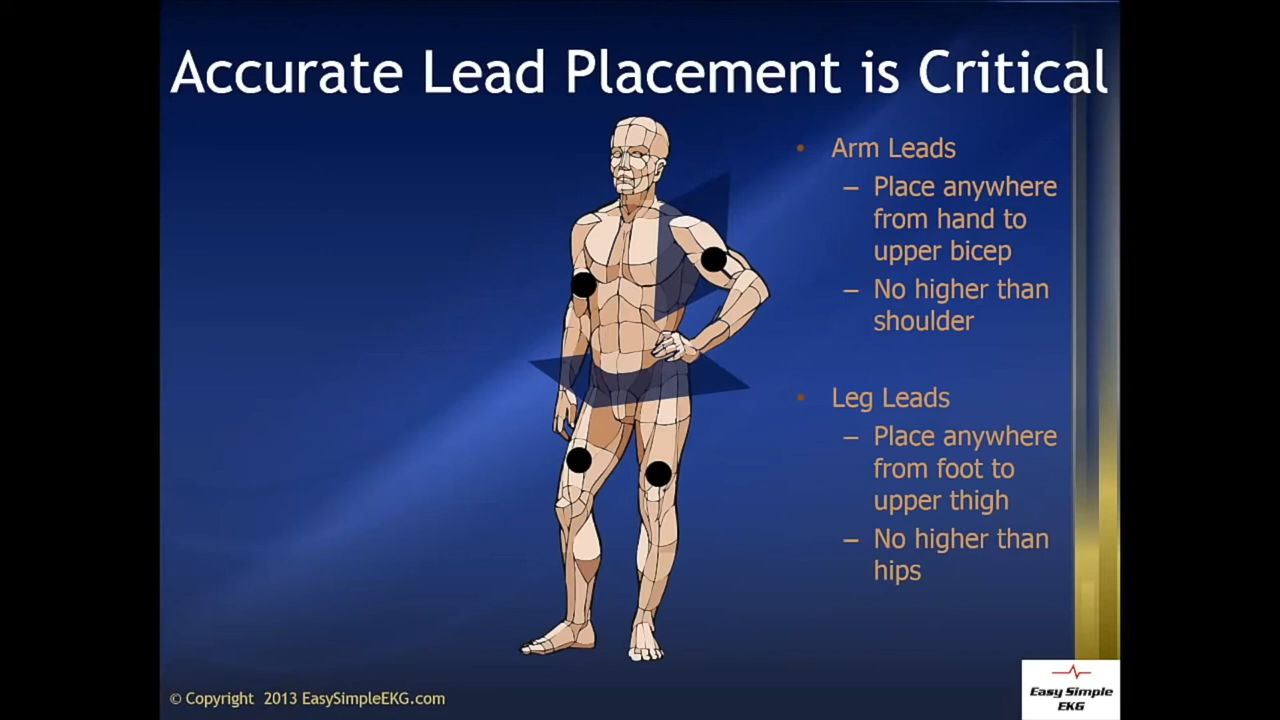 Accurate Lead Placement is Critical
• Arm Leads
– Place anywhere
from hand to
upper bicep
– No higher than
shoulder
• Leg Leads
– Place anywhere
from foot to
upper thigh
– No higher than
hips
© Copyright 2013 EasySimpleEKG.com
Easy Simple
EKG